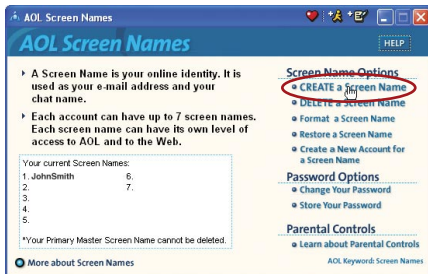 AOL Screen Names
AOL Screen Names
HELP
A Screen Name is your online identity. It is
used as your e-mail address and your
chat name.
Each account can have up to 7 screen names.
Each screen name can have its own level of
access to AOL and to the Web.
Your current Screen Names:
1. JohnSmith 6.
2. 7.
3.
4.
5.
*Your Primary Master Screen Name cannot be deleted.
More about Screen Names
Screen Name Options
CREATE a Screen Name
DELETE a Screen Name
Format a Screen Name
Restore a Screen Name
Create a New Account for
a Screen Name
Password Options
Change Your Password
Store Your Password
Parental Controls
Learn about Parental Controls
AOL Keyword: Screen Names